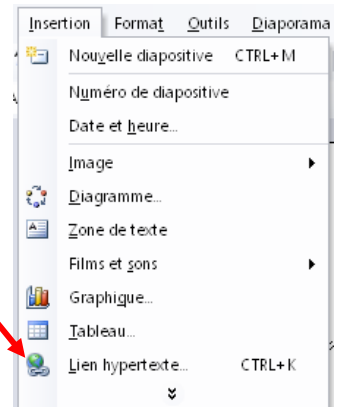 Insertion Format Outils Diaporama
Nouvelle diapositive CTRL+M
Numéro de diapositive
Date et heure...
Image
Diagramme...
Zone de texte
Films et sons
Graphique...
Tableau...
Lien hypertexte... CTRL+K